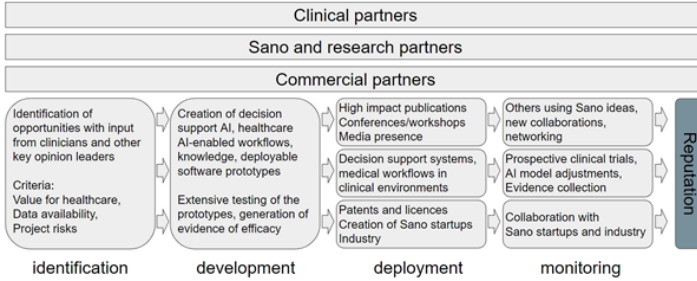 Clinical partners
Sano and research partners
Commercial partners
Identification of
opportunities with input
from clinicians and other
key opinion leaders
Criteria:
Value for healthcare,
Data availability,
Project risks
Creation of decision
support AI, healthcare
AI-enabled workflows,
knowledge, deployable
software prototypes
Extensive testing of the
prototypes, generation of
evidence of efficacy
High impact publications
Conferences/workshops
Media presence
Decision support systems,
medical workflows in
clinical environments
Patents and licences
Creation of Sano startups
Industry
Others using Sano ideas,
new collaborations,
networking
Prospective clinical trials,
AI model adjustments,
Evidence collection
Collaboration with
Sano startups and industry
Reputation
identification
development
deployment
monitoring